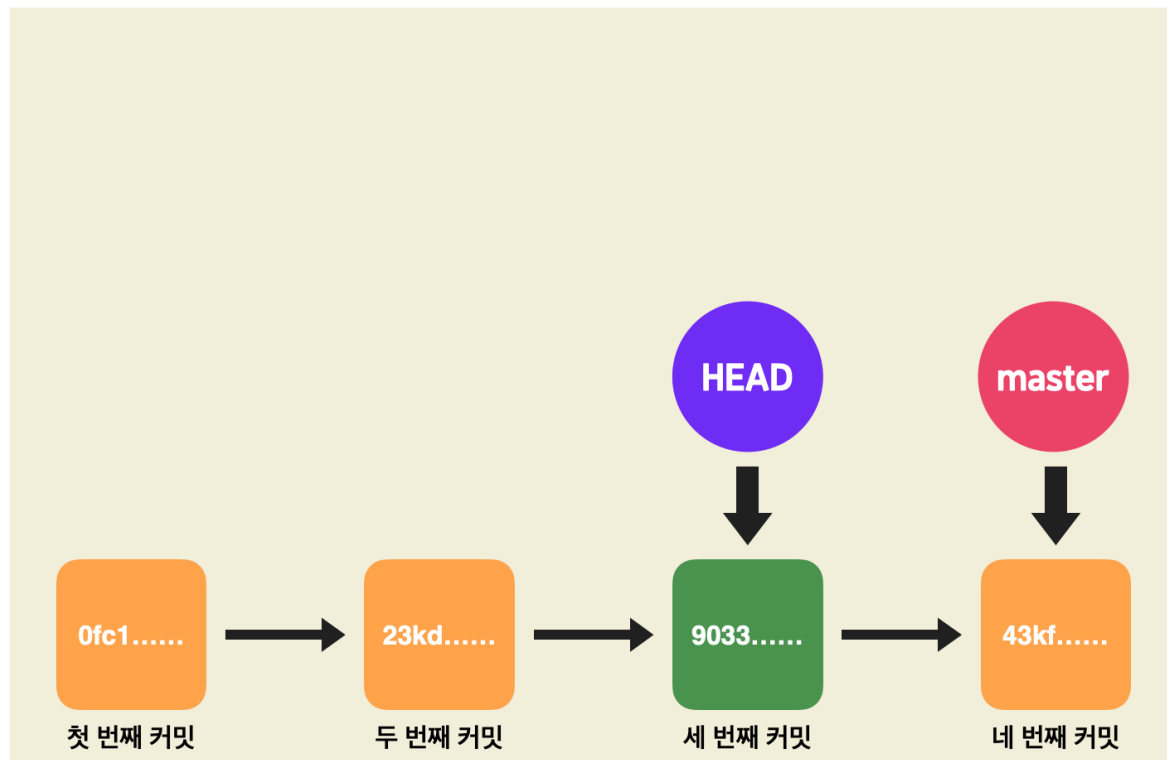 HEAD
master
0fc1......
23kd......
9033......
43kf......
첫 번째 커밋
두 번째 커밋
세 번째 커밋
네 번째 커밋